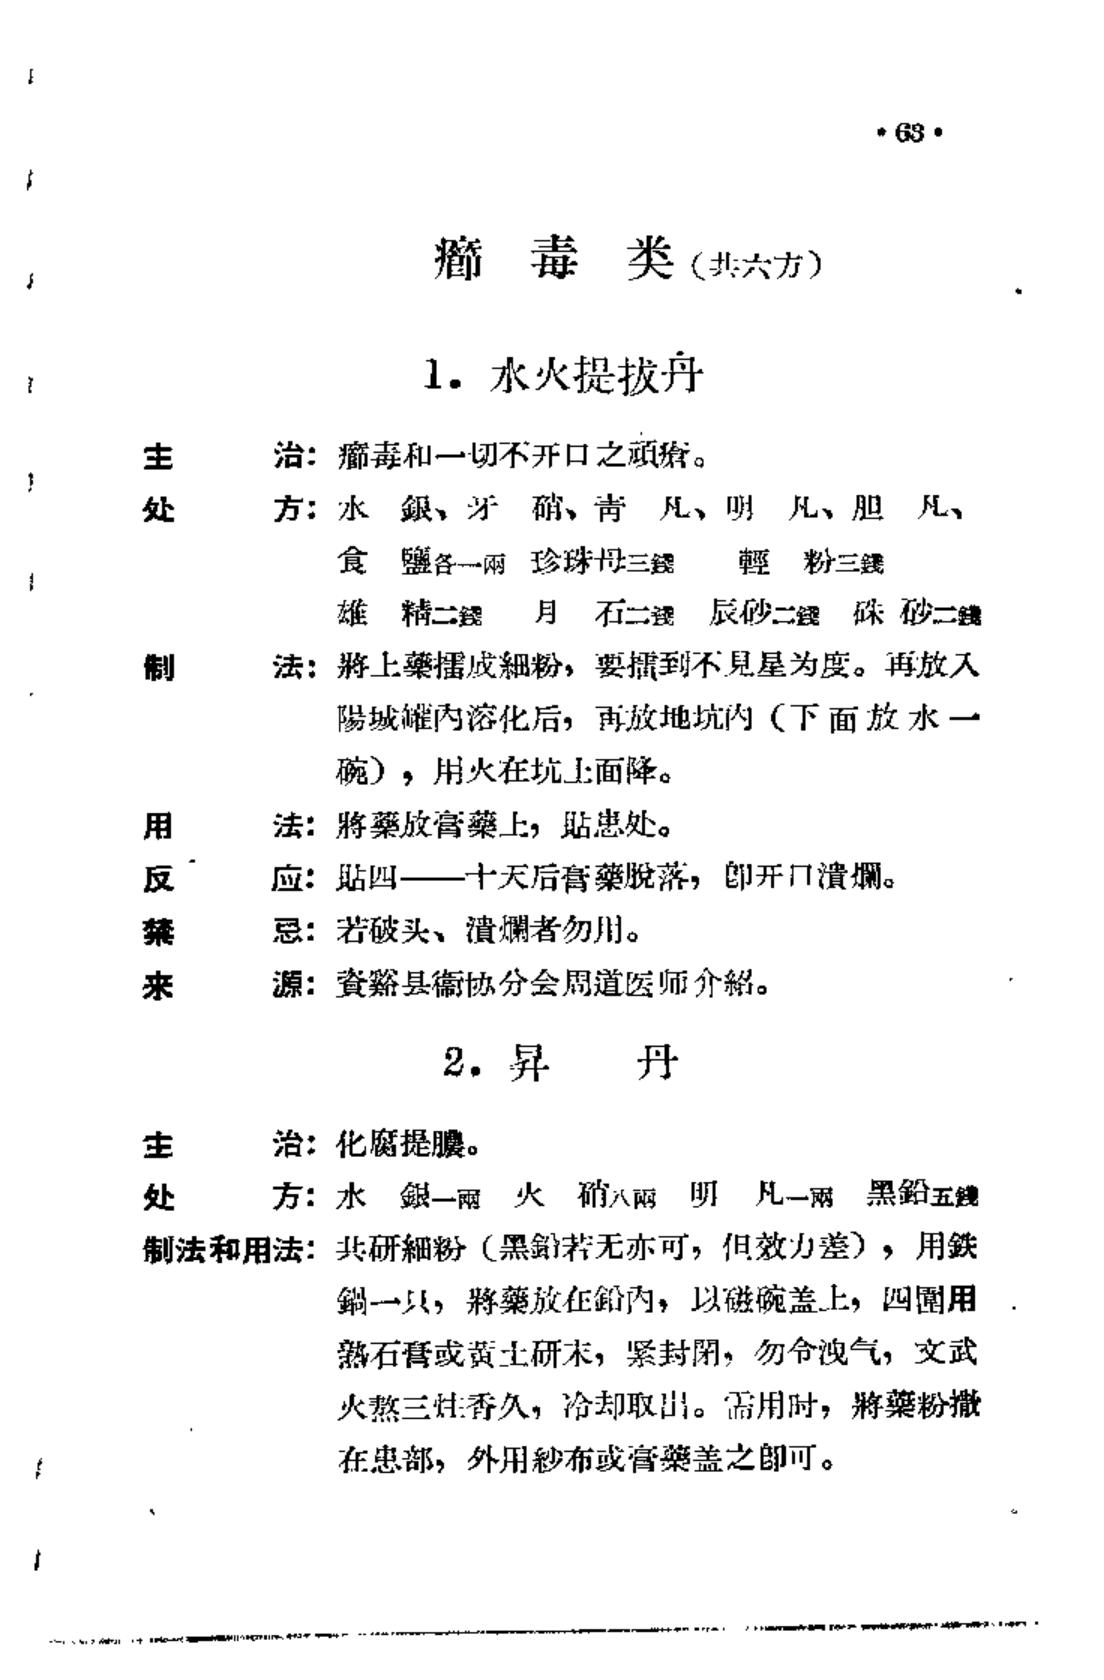 •63•
癤　毒　类（共六方）
1. 水火提拔丹
主　　治：癤毒和一切不开口之頑瘡。
处　　方：水　銀、牙　硝、青　凡、明　凡、胆　凡、
食　鹽各一兩　珍珠母三錢　　輕　粉三錢
雄　精二錢　月　石二錢　辰砂二錢　硃 砂二錢
制　　法：將上藥擂成細粉，要擂到不見星为度。再放入
陽城罐內溶化后，再放地坑內（下面放水一
碗），用火在坑上面降。
用　　法：將藥放膏藥上，貼患处。
反　　应：貼四——十天后膏藥脫落，卽开口潰爛。
禁　　忌：若破头、潰爛者勿用。
来　　源：資谿县衞协分会周道医师介紹。
2. 昇　　丹
主　　治：化腐提膿。
处　　方：水　銀一兩　火　硝八兩　明　凡一兩　黑鉛五錢
制法和用法：共研細粉（黑鉛若无亦可，但效力差），用鉄
鍋一只，將藥放在鉛內，以磁碗盖上，四圍用
熟石膏或黃土研末，緊封閉，勿令洩气，文武
火熬三炷香久，冷却取出。需用时，將藥粉撒
在患部，外用紗布或膏藥盖之卽可。